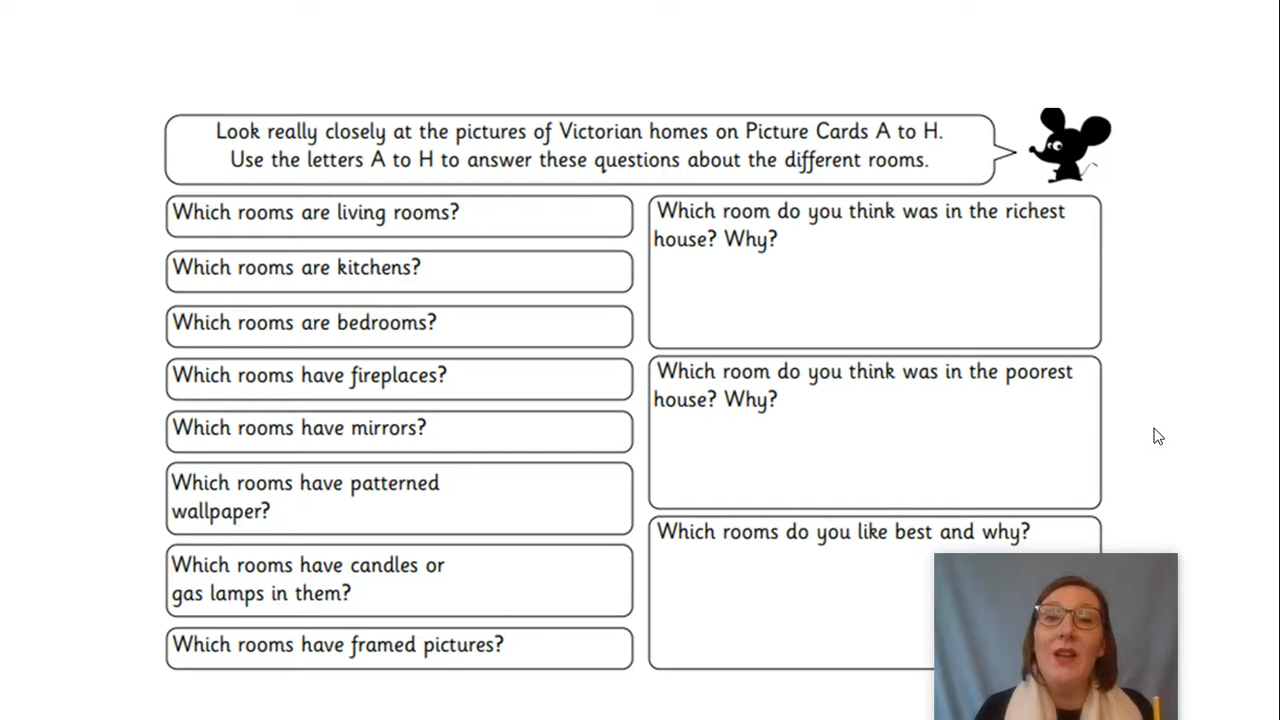 Look really closely at the pictures of Victorian homes on Picture Cards A to H.
Use the letters A to H to answer these questions about the different rooms.
Which rooms are living rooms?
Which rooms are kitchens?
Which rooms are bedrooms?
Which rooms have fireplaces?
Which rooms have mirrors?
Which rooms have patterned
wallpaper?
Which rooms have candles or
gas lamps in them?
Which rooms have framed pictures?
Which room do you think was in the richest
house? Why?
Which room do you think was in the poorest
house? Why?
Which rooms do you like best and why?